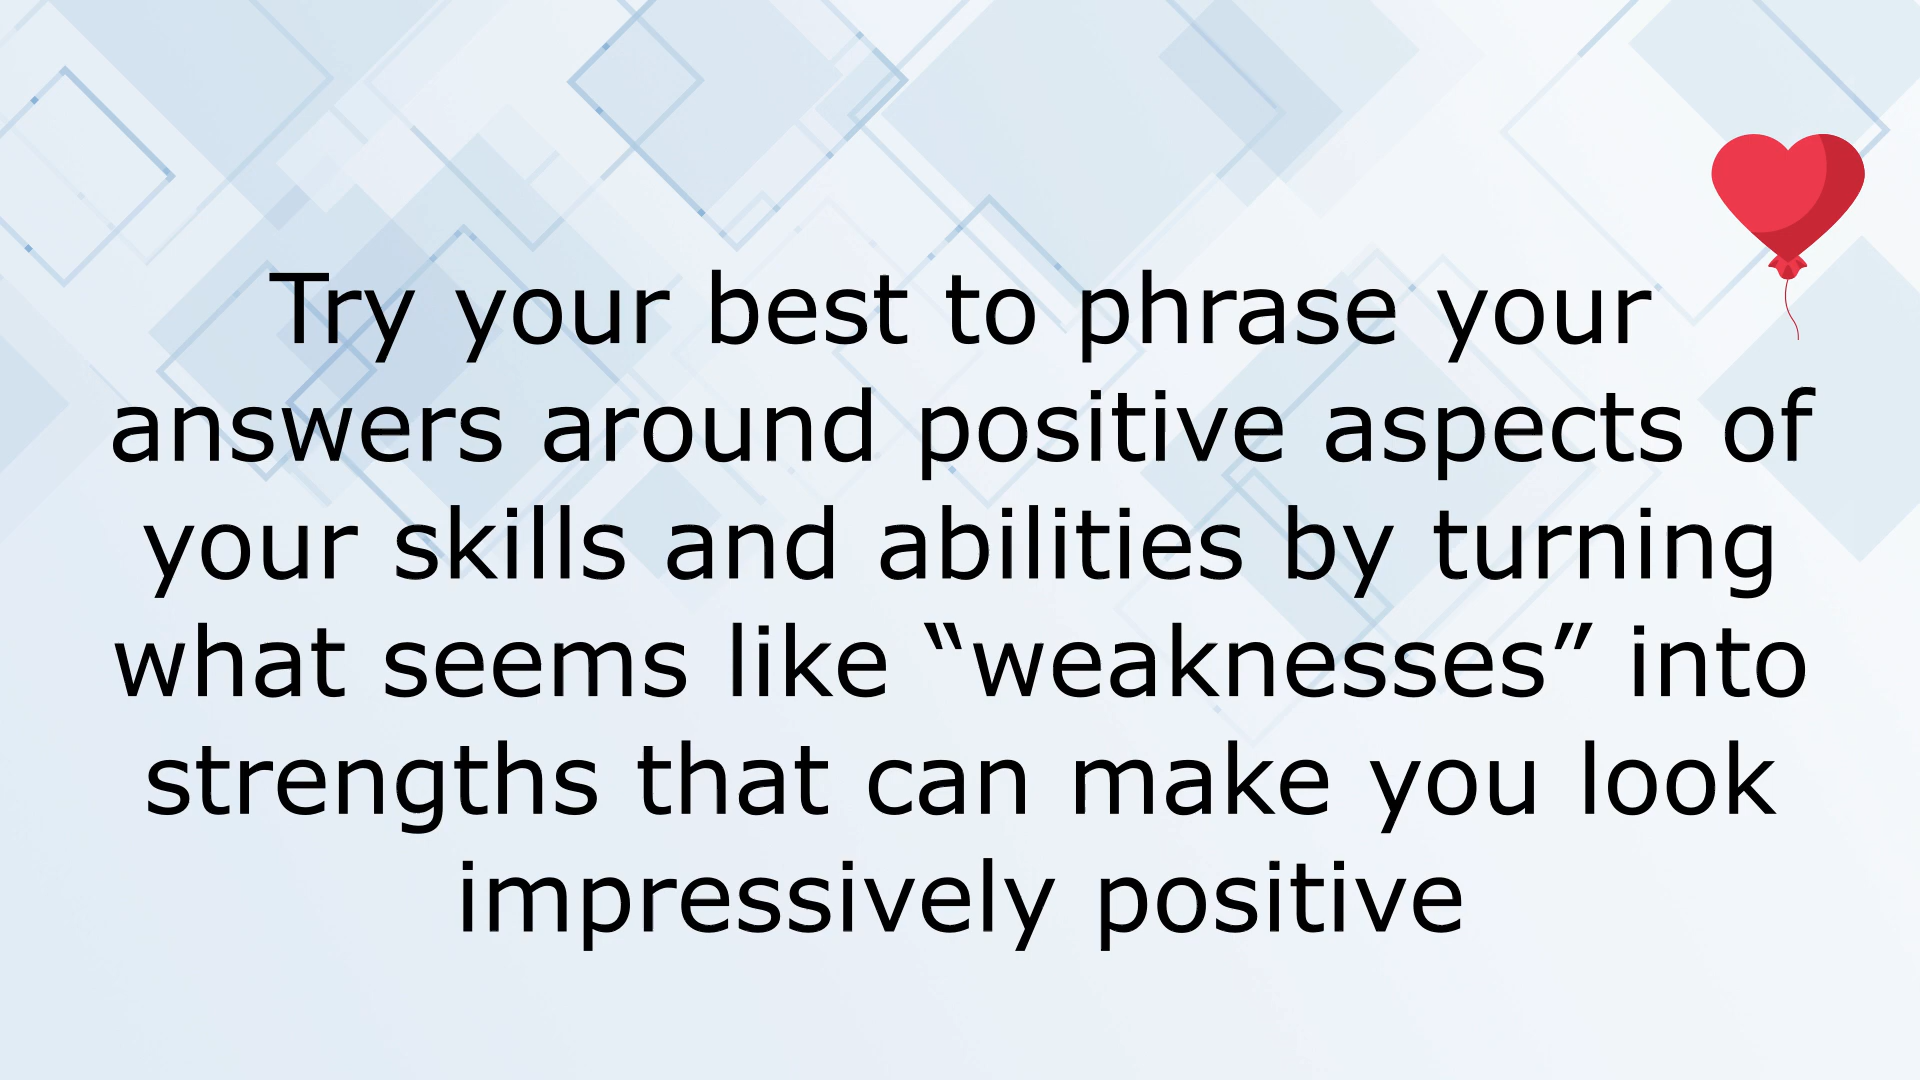 Try your best to phrase your
answers around positive aspects of
your skills and abilities by turning
what seems like “weaknesses” into
strengths that can make you look
impressively positive